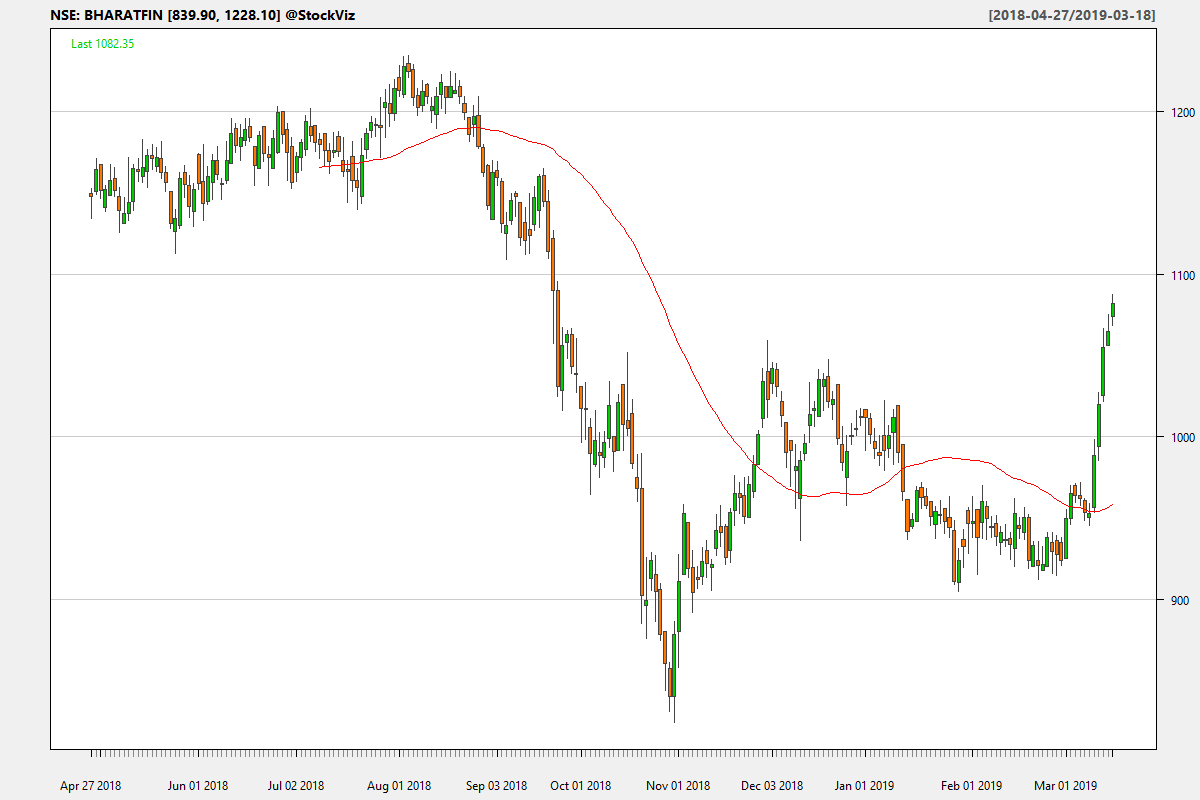 NSE: BHARATFIN [839.90, 1228.10] @StockViz [2018-04-27/2019-03-18]
Last 1082.35
1200
1100
1000
900
Apr 27 2018 Jun 01 2018 Jul 02 2018 Aug 01 2018 Sep 03 2018 Oct 01 2018 Nov 01 2018 Dec 03 2018 Jan 01 2019 Feb 01 2019 Mar 01 2019